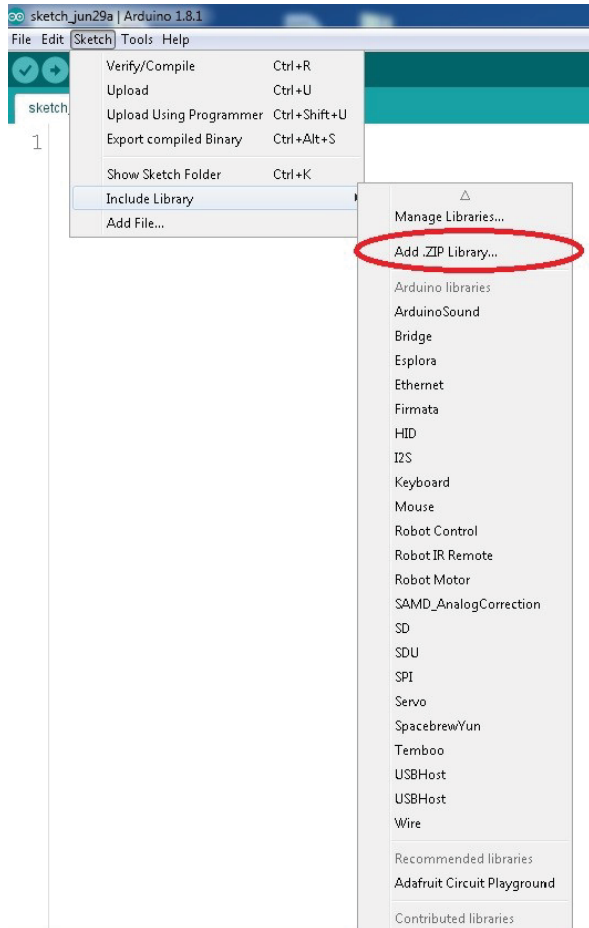 sketch_jun29a | Arduino 1.8.1
File Edit Sketch Tools Help
sketch_
1
Verify/Compile Ctrl+R
Upload Ctrl+U
Upload Using Programmer Ctrl+Shift+U
Export compiled Binary Ctrl+Alt+S
Show Sketch Folder Ctrl+K
Include Library
Add File...
Manage Libraries...
Add .ZIP Library...
Arduino libraries
ArduinoSound
Bridge
Esplora
Ethernet
Firmata
HID
I2S
Keyboard
Mouse
Robot Control
Robot IR Remote
Robot Motor
SAMD_AnalogCorrection
SD
SDU
SPI
Servo
SpacebrewYun
Temboo
USBHost
USBHost
Wire
Recommended libraries
Adafruit Circuit Playground
Contributed libraries